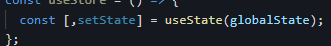 const useStore = () => {
const [,setState] = useState(globalState);
};